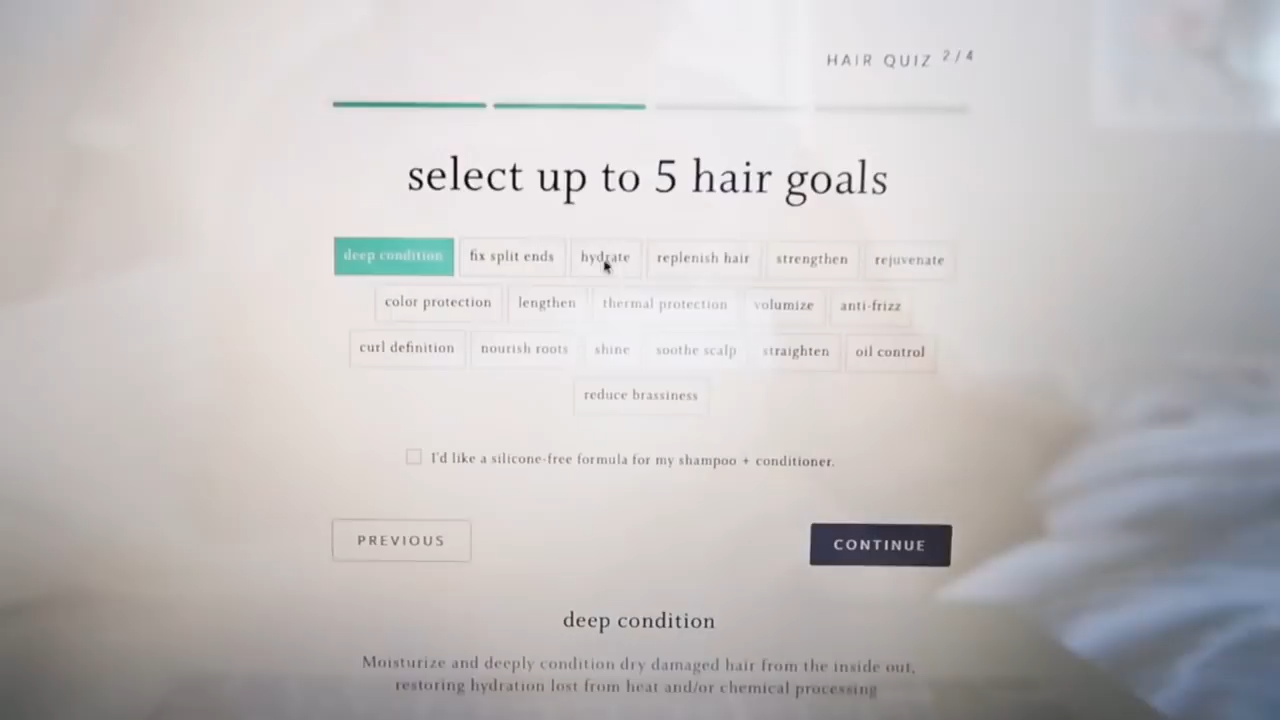 HAIR QUIZ 2/4
select up to 5 hair goals
deep condition fix split ends hydrate replenish hair strengthen rejuvenate
color protection lengthen thermal protection volumize anti-frizz
curl definition nourish roots shine soothe scalp straighten oil control
reduce brassiness
I'd like a silicone-free formula for my shampoo + conditioner.
PREVIOUS CONTINUE
deep condition
Moisturize and deeply condition dry damaged hair from the inside out,
restoring hydration lost from heat and/or chemical processing